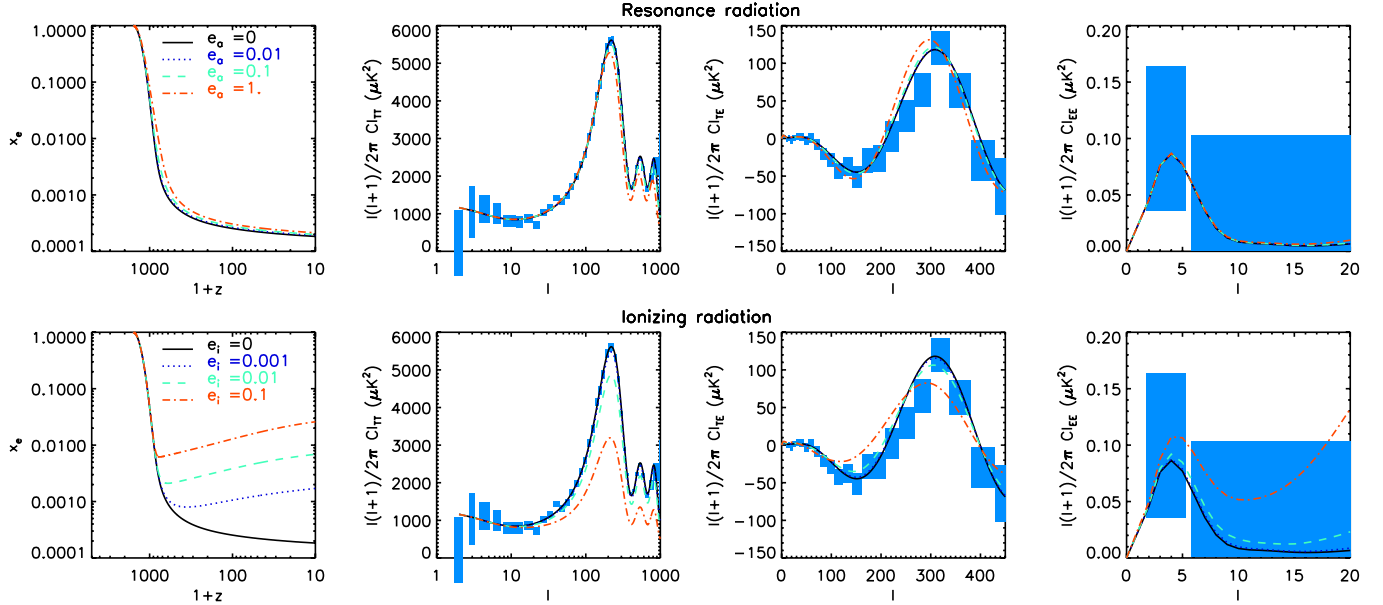 Resonance radiation
1.0000
0.1000
0.0100
0.0010
0.0001
x_e
e_a =0
e_a =0.01
e_a =0.1
e_a =1.
1000 100 10
1+z
6000
5000
4000
3000
2000
1000
0
l(l+1)/2π Cl_TT (μK²)
1 10 100 1000
l
150
100
50
0
−50
−100
−150
l(l+1)/2π Cl_TE (μK²)
0 100 200 300 400
l
0.20
0.15
0.10
0.05
0.00
l(l+1)/2π Cl_EE (μK²)
0 5 10 15 20
l
Ionizing radiation
1.0000
0.1000
0.0100
0.0010
0.0001
x_e
e_i =0
e_i =0.001
e_i =0.01
e_i =0.1
1000 100 10
1+z
6000
5000
4000
3000
2000
1000
0
l(l+1)/2π Cl_TT (μK²)
1 10 100 1000
l
150
100
50
0
−50
−100
−150
l(l+1)/2π Cl_TE (μK²)
0 100 200 300 400
l
0.20
0.15
0.10
0.05
0.00
l(l+1)/2π Cl_EE (μK²)
0 5 10 15 20
l